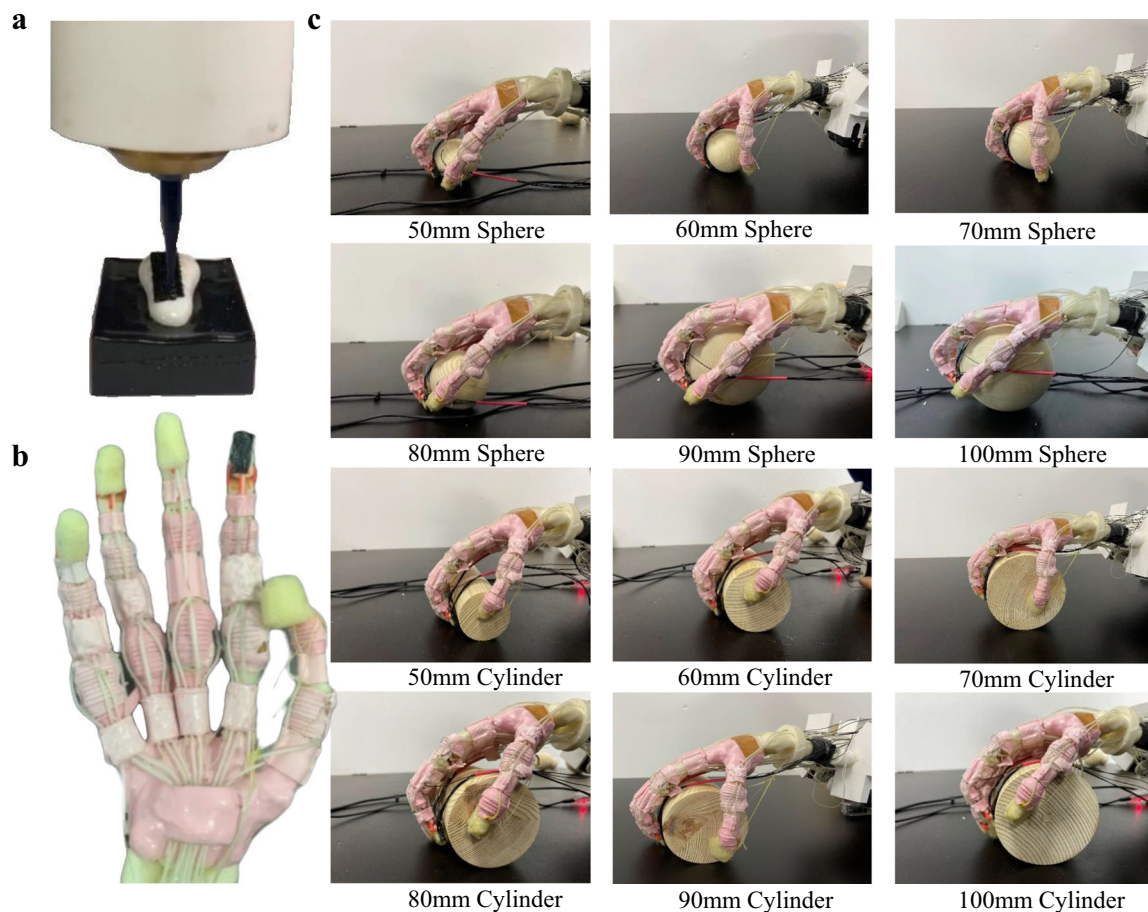 a
c
50mm Sphere
60mm Sphere
70mm Sphere
80mm Sphere
90mm Sphere
100mm Sphere
b
50mm Cylinder
60mm Cylinder
70mm Cylinder
80mm Cylinder
90mm Cylinder
100mm Cylinder